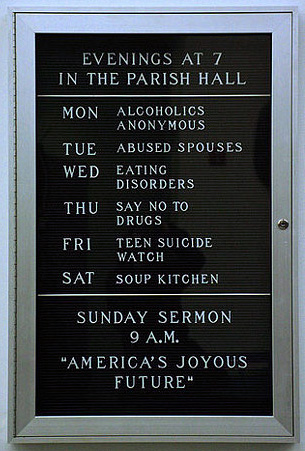 EVENINGS AT 7
IN THE PARISH HALL
MON ALCOHOLICS
ANONYMOUS
TUE ABUSED SPOUSES
WED EATING
DISORDERS
THU SAY NO TO
DRUGS
FRI TEEN SUICIDE
WATCH
SAT SOUP KITCHEN
SUNDAY SERMON
9 A.M.
"AMERICA'S JOYOUS
FUTURE"